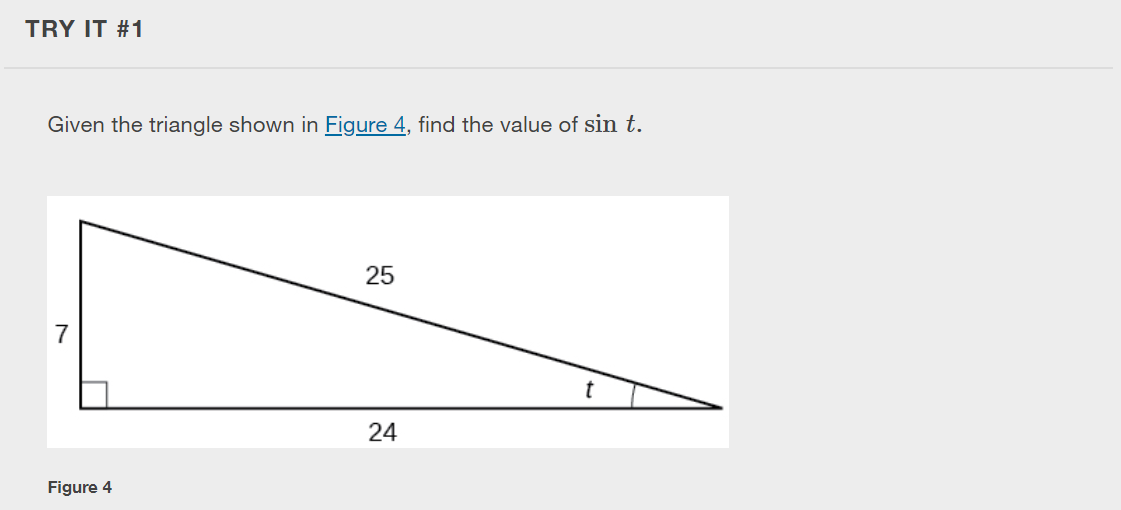 TRY IT #1
Given the triangle shown in Figure 4, find the value of sin t.
25
7
t
24
Figure 4